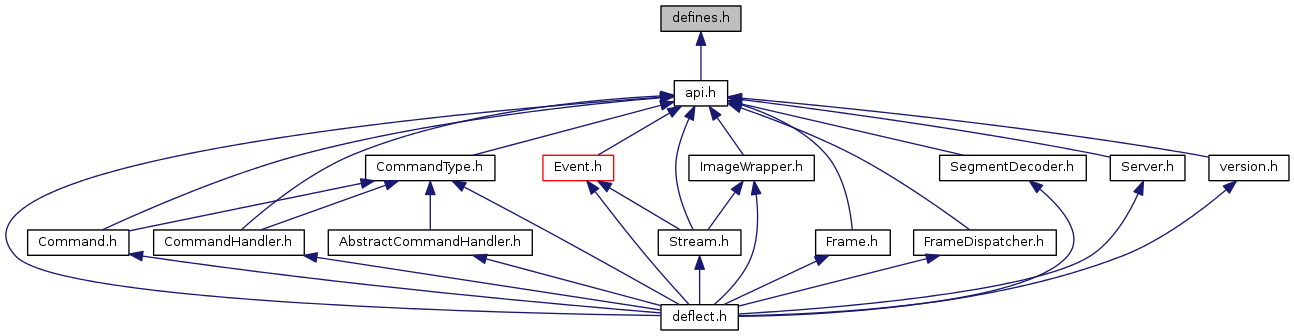 defines.h
api.h
CommandType.h
Event.h
ImageWrapper.h
SegmentDecoder.h
Server.h
version.h
Command.h
CommandHandler.h
AbstractCommandHandler.h
Stream.h
Frame.h
FrameDispatcher.h
deflect.h